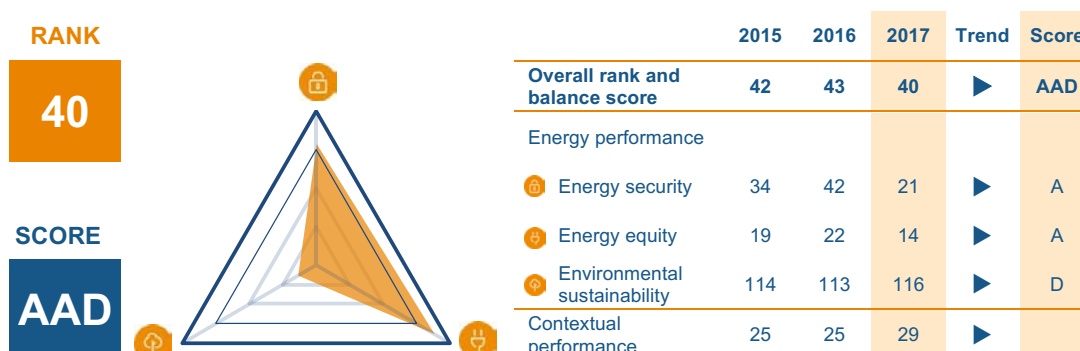 RANK
40
SCORE
AAD
2015 2016 2017 Trend Score
Overall rank and
balance score 42 43 40 AAD
Energy performance
Energy security 34 42 21 A
Energy equity 19 22 14 A
Environmental
sustainability 114 113 116 D
Contextual
performance 25 25 29